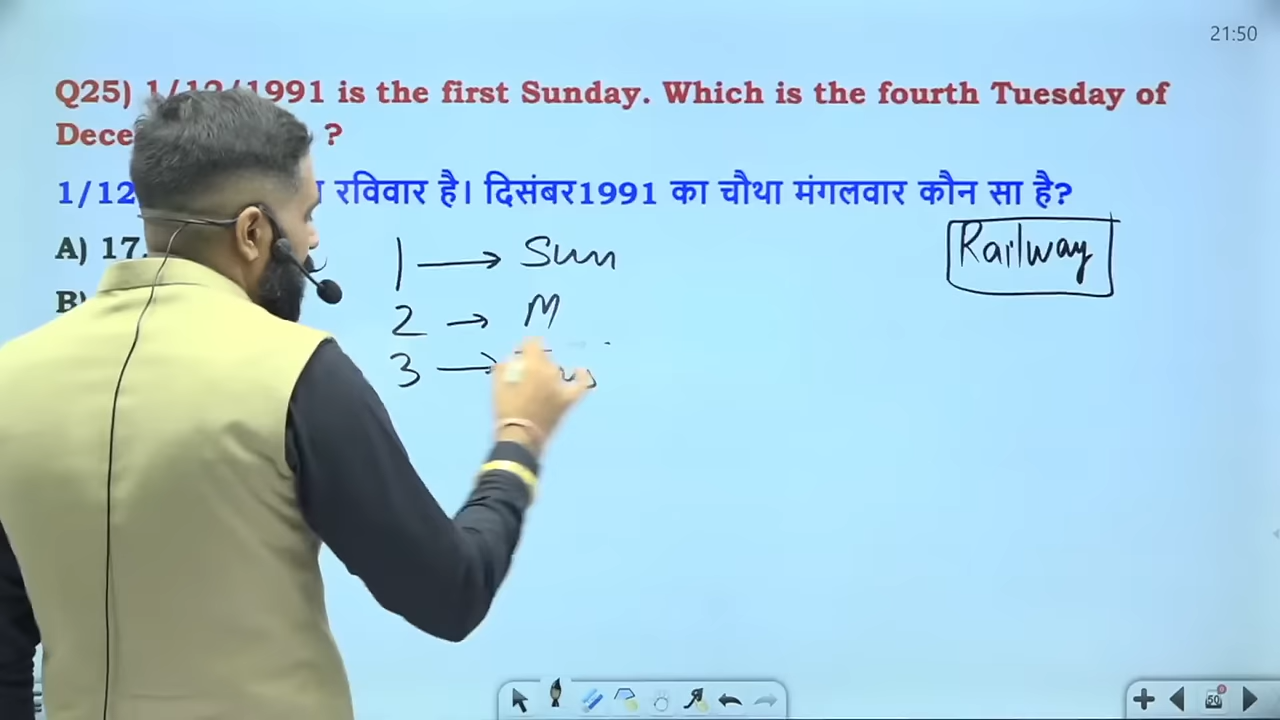 21:50
Q25) 1/12/1991 is the first Sunday. Which is the fourth Tuesday of
?
1/12 रविवार है। दिसंबर1991 का चौथा मंगलवार कौन सा है?
A) 17.
B)
1 → Sun
Railway
2 → M
3 →
50